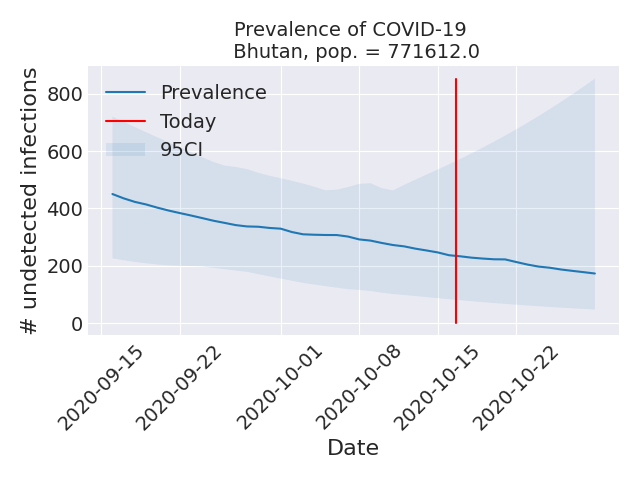 Prevalence of COVID-19
Bhutan, pop. = 771612.0
# undetected infections
800
600
400
200
0
Prevalence
Today
95CI
2020-09-15
2020-09-22
2020-10-01
2020-10-08
2020-10-15
2020-10-22
Date